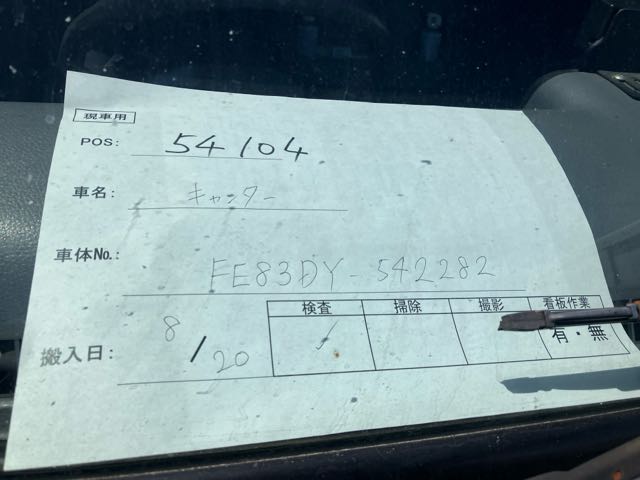 現車用
POS: 54104
車名: キャンター
車体No.: FE83DY-542282
検査 掃除 撮影 看板作業
搬入日: 8/20 ✓ 有・無